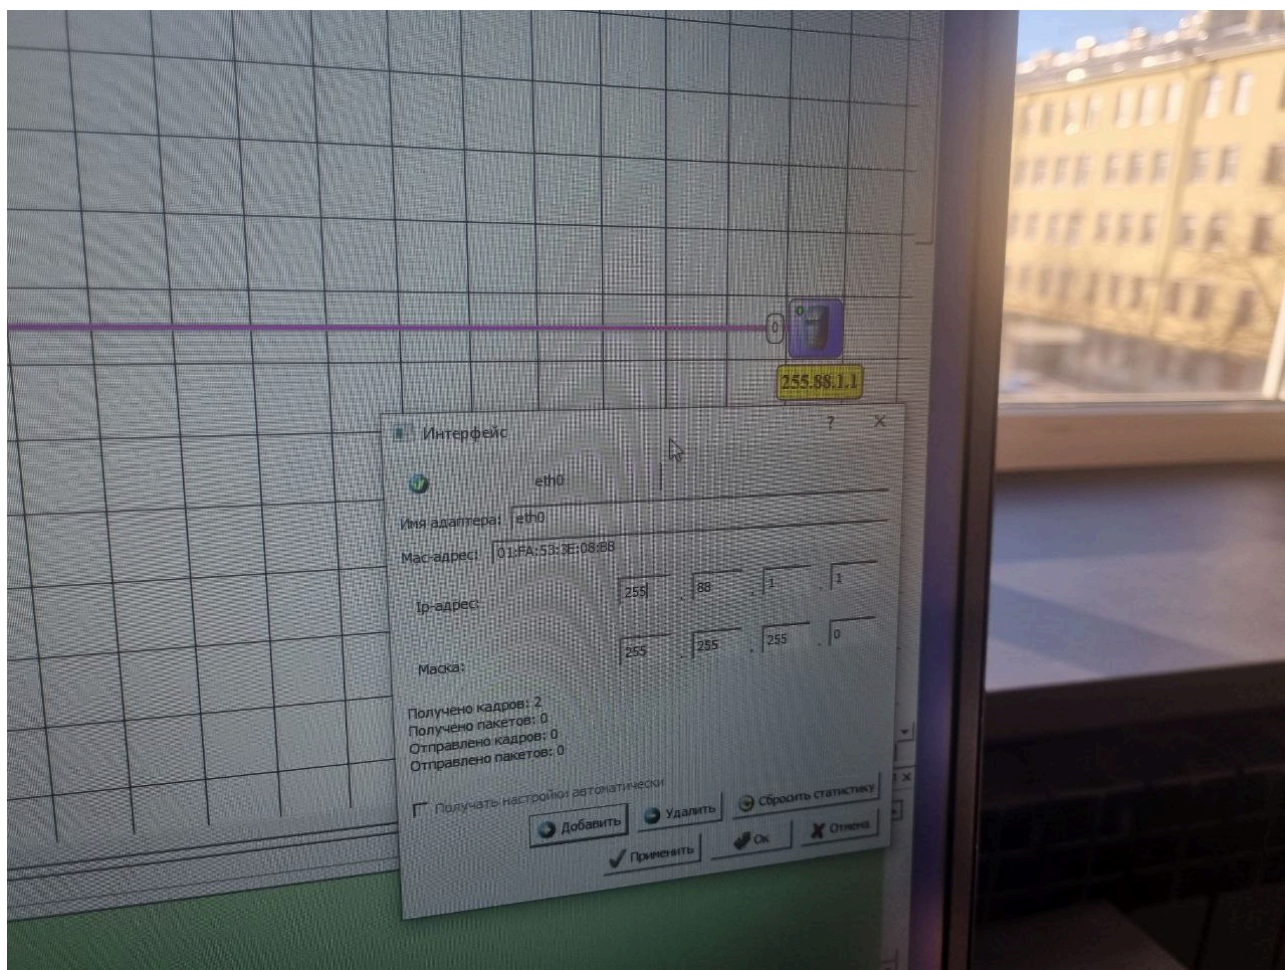 0
255.88.1.1
Интерфейс ? X
eth0
Имя адаптера: eth0
Mac-адрес: 01:FA:53:3E:08:BB
Ip-адрес: 255 . 88 . 1 . 1
Маска: 255 . 255 . 255 . 0
Получено кадров: 2
Получено пакетов: 0
Отправлено кадров: 0
Отправлено пакетов: 0
Получать настройки автоматически
Добавить Удалить Сбросить статистику
Применить Ок Отмена